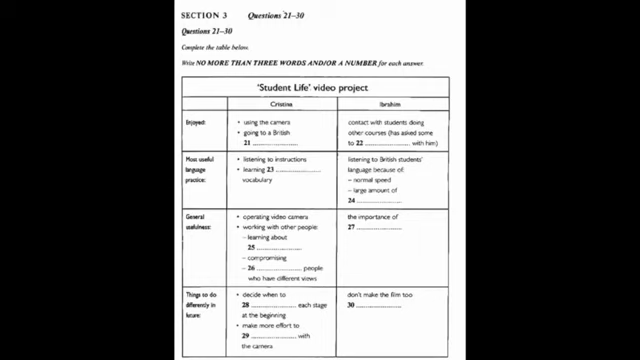 SECTION 3 Questions 21–30
Questions 21–30
Complete the table below.
Write NO MORE THAN THREE WORDS AND/OR A NUMBER for each answer.
'Student Life' video project
Cristina Ibrahim
Enjoyed:
• using the camera
• going to a British
21 ....................
contact with students doing
other courses (has asked some
to 22 .................... with him)
Most useful
language
practice:
• listening to instructions
• learning 23 ....................
vocabulary
listening to British students'
language because of:
– normal speed
– large amount of
24 ....................
General
usefulness:
• operating video camera
• working with other people:
– learning about
25 ....................
– compromising
– 26 .................... people
who have different views
the importance of
27 ....................
Things to do
differently in
future:
• decide when to
28 .................... each stage
at the beginning
• make more effort to
29 .................... with
the camera
don't make the film too
30 ....................